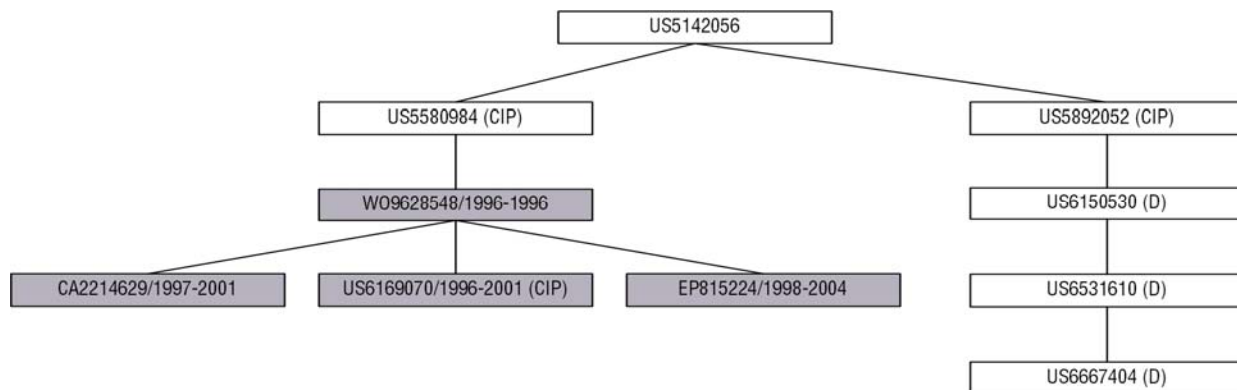 US5142056
US5580984 (CIP)
US5892052 (CIP)
WO9628548/1996-1996
US6150530 (D)
CA2214629/1997-2001
US6169070/1996-2001 (CIP)
EP815224/1998-2004
US6531610 (D)
US6667404 (D)